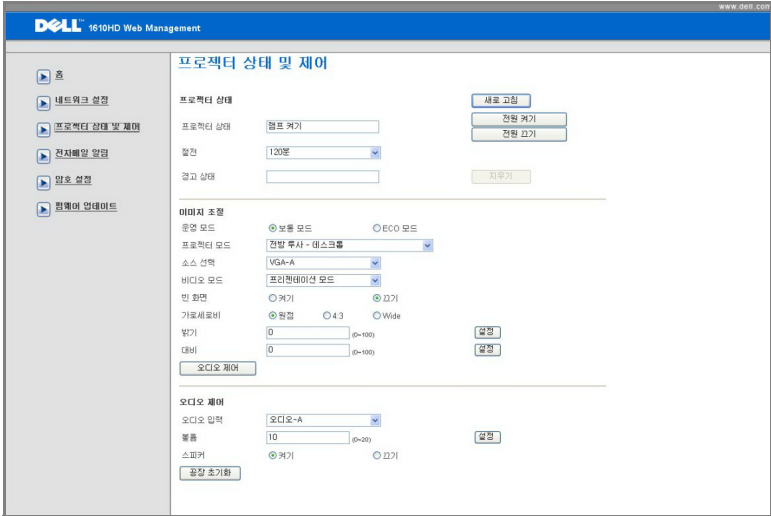 www.dell.com
DELL™ 1610HD Web Management
홈
네트워크 설정
프로젝터 상태 및 제어
전자메일 알림
암호 설정
펌웨어 업데이트
프로젝터 상태 및 제어
프로젝터 상태 새로 고침
프로젝터 상태 램프 켜기 전원 켜기
전원 끄기
절전 120분
경고 상태 지우기
이미지 조정
운영 모드 보통 모드 ECO 모드
프로젝터 모드 전방 투사 - 데스크톱
소스 선택 VGA-A
비디오 모드 프리젠테이션 모드
빈 화면 켜기 끄기
가로세로비 원점 4:3 Wide
밝기 0 (0~100) 설정
대비 0 (0~100) 설정
오디오 제어
오디오 제어
오디오 입력 오디오-A
볼륨 10 (0~20) 설정
스피커 켜기 끄기
공장 초기화